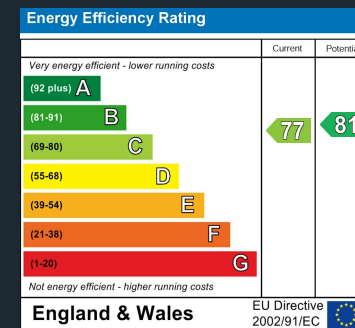 Energy Efficiency Rating
Current
Very energy efficient - lower running costs
(92 plus) A
(81-91) B
(69-80) C
77
81
(55-68) D
(39-54) E
(21-38) F
(1-20) G
Not energy efficient - higher running costs
England & Wales
EU Directive
2002/91/EC